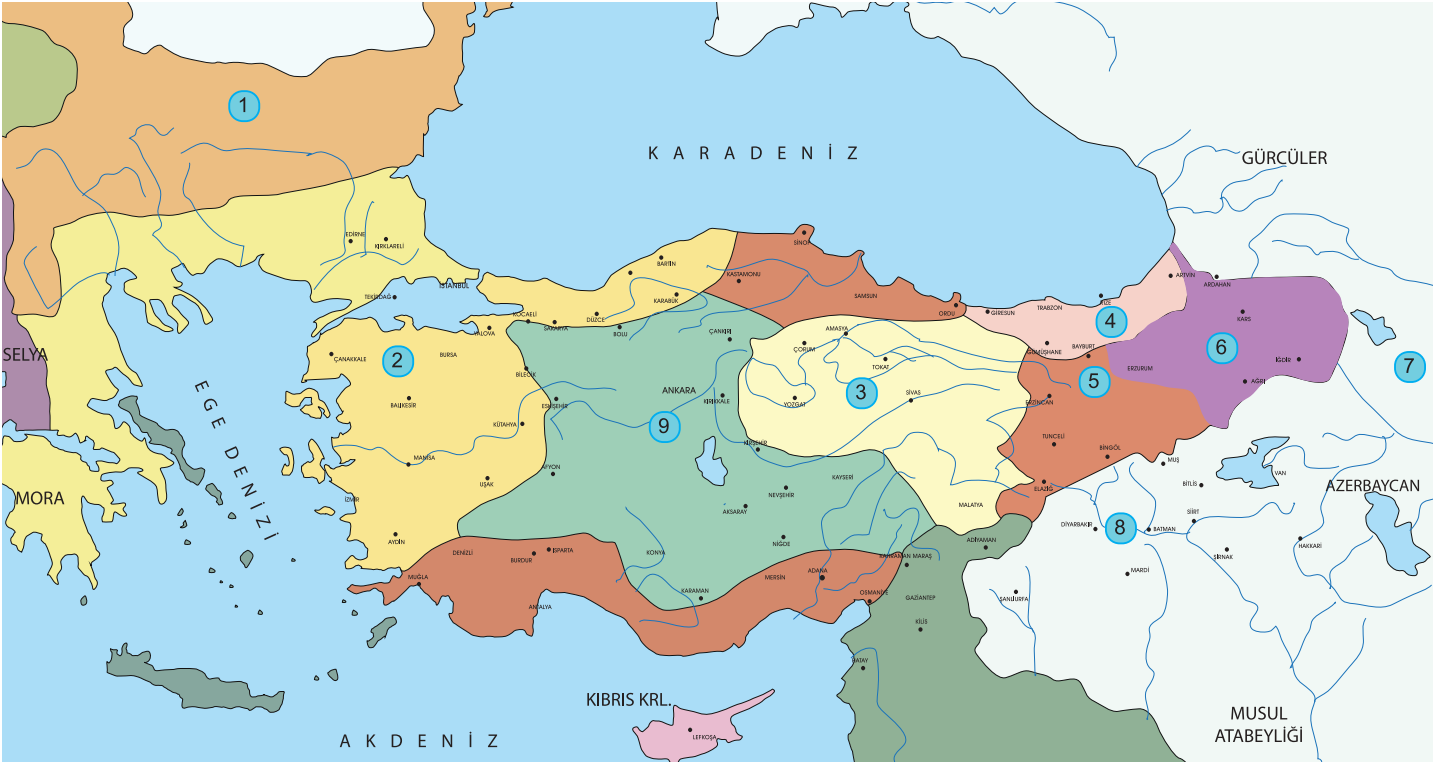 1
KARADENİZ
GÜRCÜLER
EDİRNE
KIRKLARELİ
SİNOP
BARTIN
KASTAMONU
ARTVİN
ARDAHAN
TEKİRDAĞ
İSTANBUL
KARABÜK
SAMSUN
ORDU
GİRESUN
TRABZON
RİZE
KOCAELİ
SAKARYA
DÜZCE
BOLU
4
KARS
YALOVA
ÇANKIRI
AMASYA
ÇORUM
GÜMÜŞHANE
BAYBURT
6
SELYA
ÇANAKKALE
2
BURSA
TOKAT
ERZURUM
IĞDIR
7
BİLECİK
5
AĞRI
EGE DENİZİ
BALIKESİR
ESKİŞEHİR
ANKARA
KIRIKKALE
YOZGAT
3
SİVAS
ERZİNCAN
KÜTAHYA
9
KIRŞEHİR
TUNCELİ
BİNGÖL
MUŞ
MANİSA
AFYON
UŞAK
KAYSERİ
ELAZIĞ
BİTLİS
VAN
AZERBAYCAN
MORA
İZMİR
NEVŞEHİR
AKSARAY
MALATYA
DİYARBAKIR
8
BATMAN
SİİRT
AYDIN
NİĞDE
ADIYAMAN
HAKKARİ
DENİZLİ
BURDUR
ISPARTA
KONYA
KAHRAMAN MARAŞ
ŞIRNAK
MUĞLA
MERSİN
ADANA
MARDİ
ANTALYA
KARAMAN
OSMANİYE
GAZİANTEP
ŞANLIURFA
KİLİS
HATAY
KIBRIS KRL.
LEFKOŞA
AKDENİZ
MUSUL
ATABEYLİĞİ